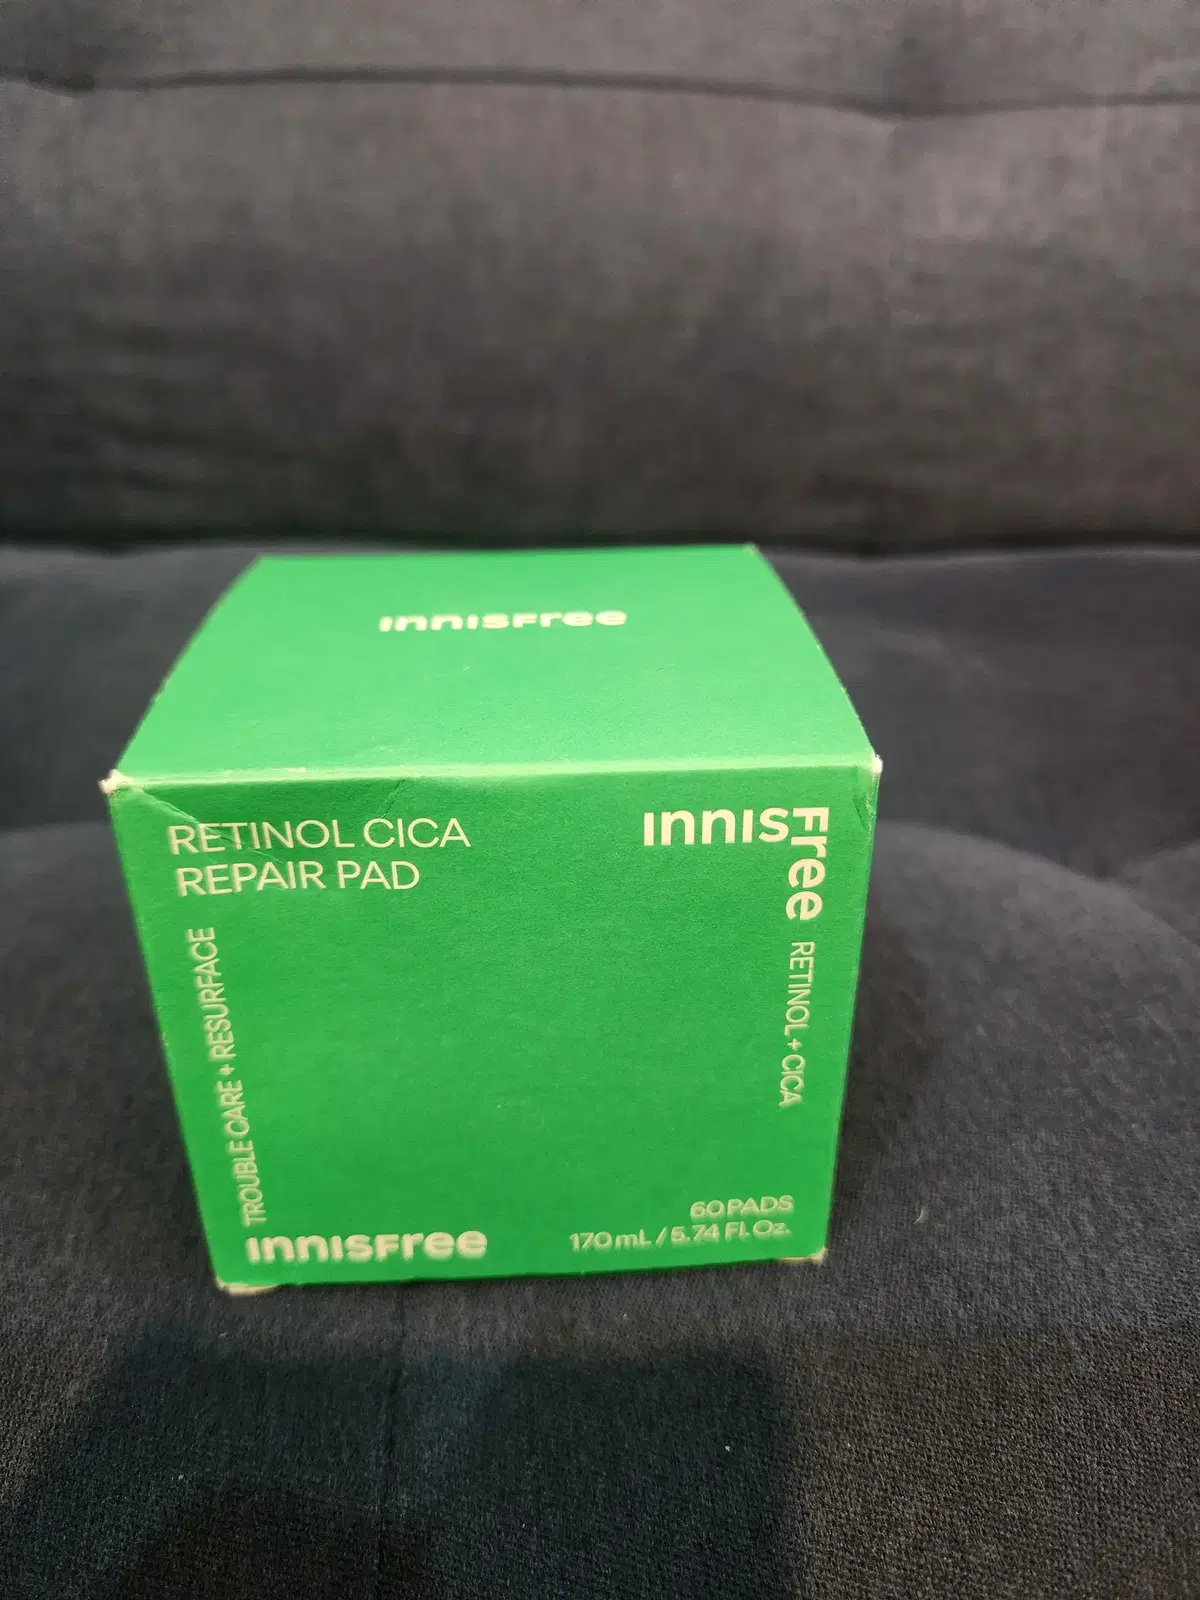 INNISFree
RETINOL CICA
REPAIR PAD
INNISFree
RETINOL + CICA
TROUBLE CARE + RESURFACE
INNISFree
60 PADS
170 mL / 5.74 Fl. Oz.